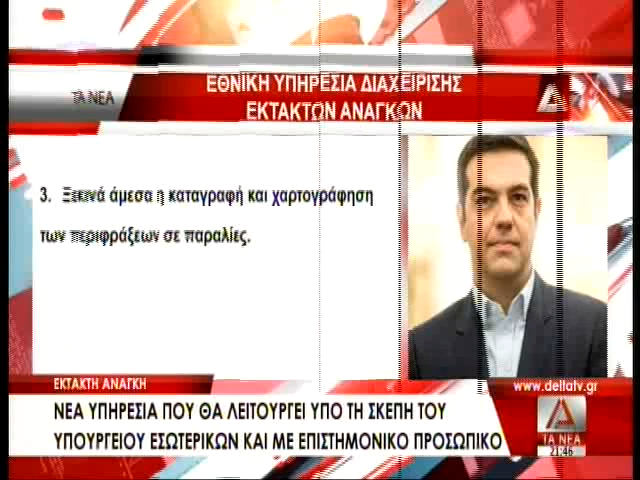 ΤΑ ΝΕΑ
ΕΘΝΙΚΗ ΥΠΗΡΕΣΙΑ ΔΙΑΧΕΙΡΙΣΗΣ
ΕΚΤΑΚΤΩΝ ΑΝΑΓΚΩΝ
3. Ξεκινά άμεσα η καταγραφή και χαρτογράφηση
των περιφράξεων σε παραλίες.
ΕΚΤΑΚΤΗ ΑΝΑΓΚΗ
www.deltatv.gr
ΝΕΑ ΥΠΗΡΕΣΙΑ ΠΟΥ ΘΑ ΛΕΙΤΟΥΡΓΕΙ ΥΠΟ ΤΗ ΣΚΕΠΗ ΤΟΥ
ΥΠΟΥΡΓΕΙΟΥ ΕΣΩΤΕΡΙΚΩΝ ΚΑΙ ΜΕ ΕΠΙΣΤΗΜΟΝΙΚΟ ΠΡΟΣΩΠΙΚΟ
ΤΑ ΝΕΑ
21:46